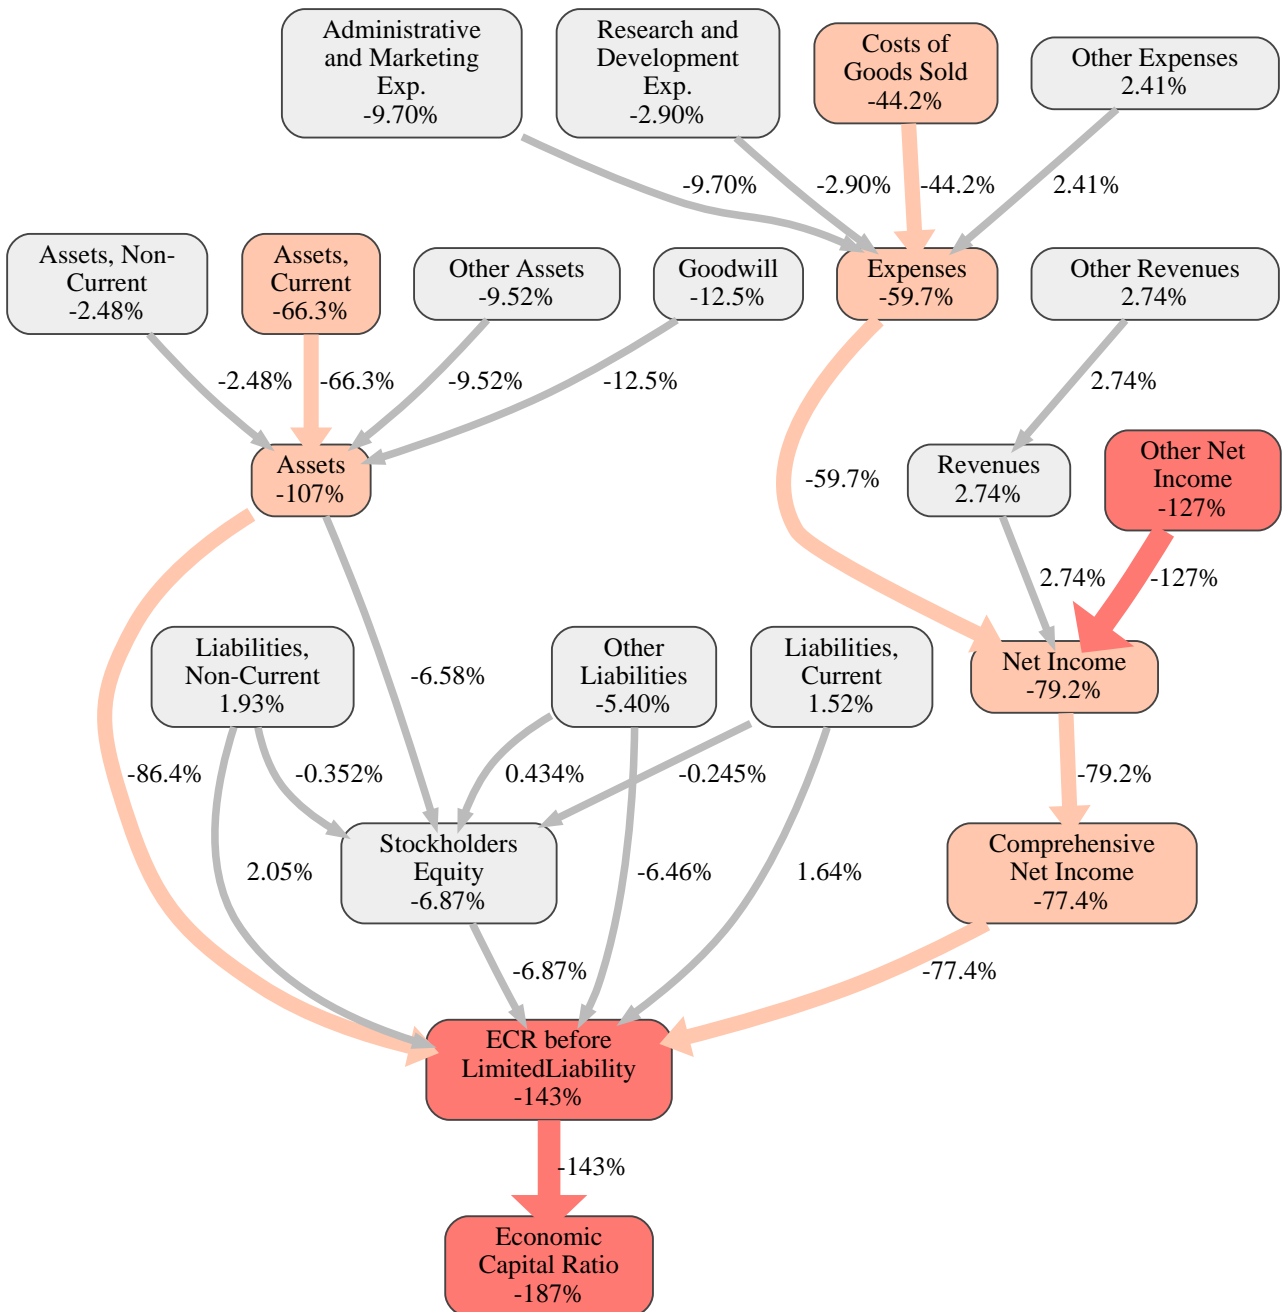 Administrative
and Marketing
Exp.
-9.70%
Research and
Development
Exp.
-2.90%
Costs of
Goods Sold
-44.2%
Other Expenses
2.41%
-9.70%
-2.90%
-44.2%
2.41%
Assets, Non-
Current
-2.48%
Assets,
Current
-66.3%
Other Assets
-9.52%
Goodwill
-12.5%
Expenses
-59.7%
Other Revenues
2.74%
-2.48%
-66.3%
-9.52%
-12.5%
2.74%
Assets
-107%
-59.7%
Revenues
2.74%
Other Net
Income
-127%
2.74%
-127%
Liabilities,
Non-Current
1.93%
-6.58%
Other
Liabilities
-5.40%
Liabilities,
Current
1.52%
Net Income
-79.2%
-86.4%
-0.352%
0.434%
-0.245%
-79.2%
2.05%
Stockholders
Equity
-6.87%
-6.46%
1.64%
Comprehensive
Net Income
-77.4%
-6.87%
-77.4%
ECR before
LimitedLiability
-143%
-143%
Economic
Capital Ratio
-187%